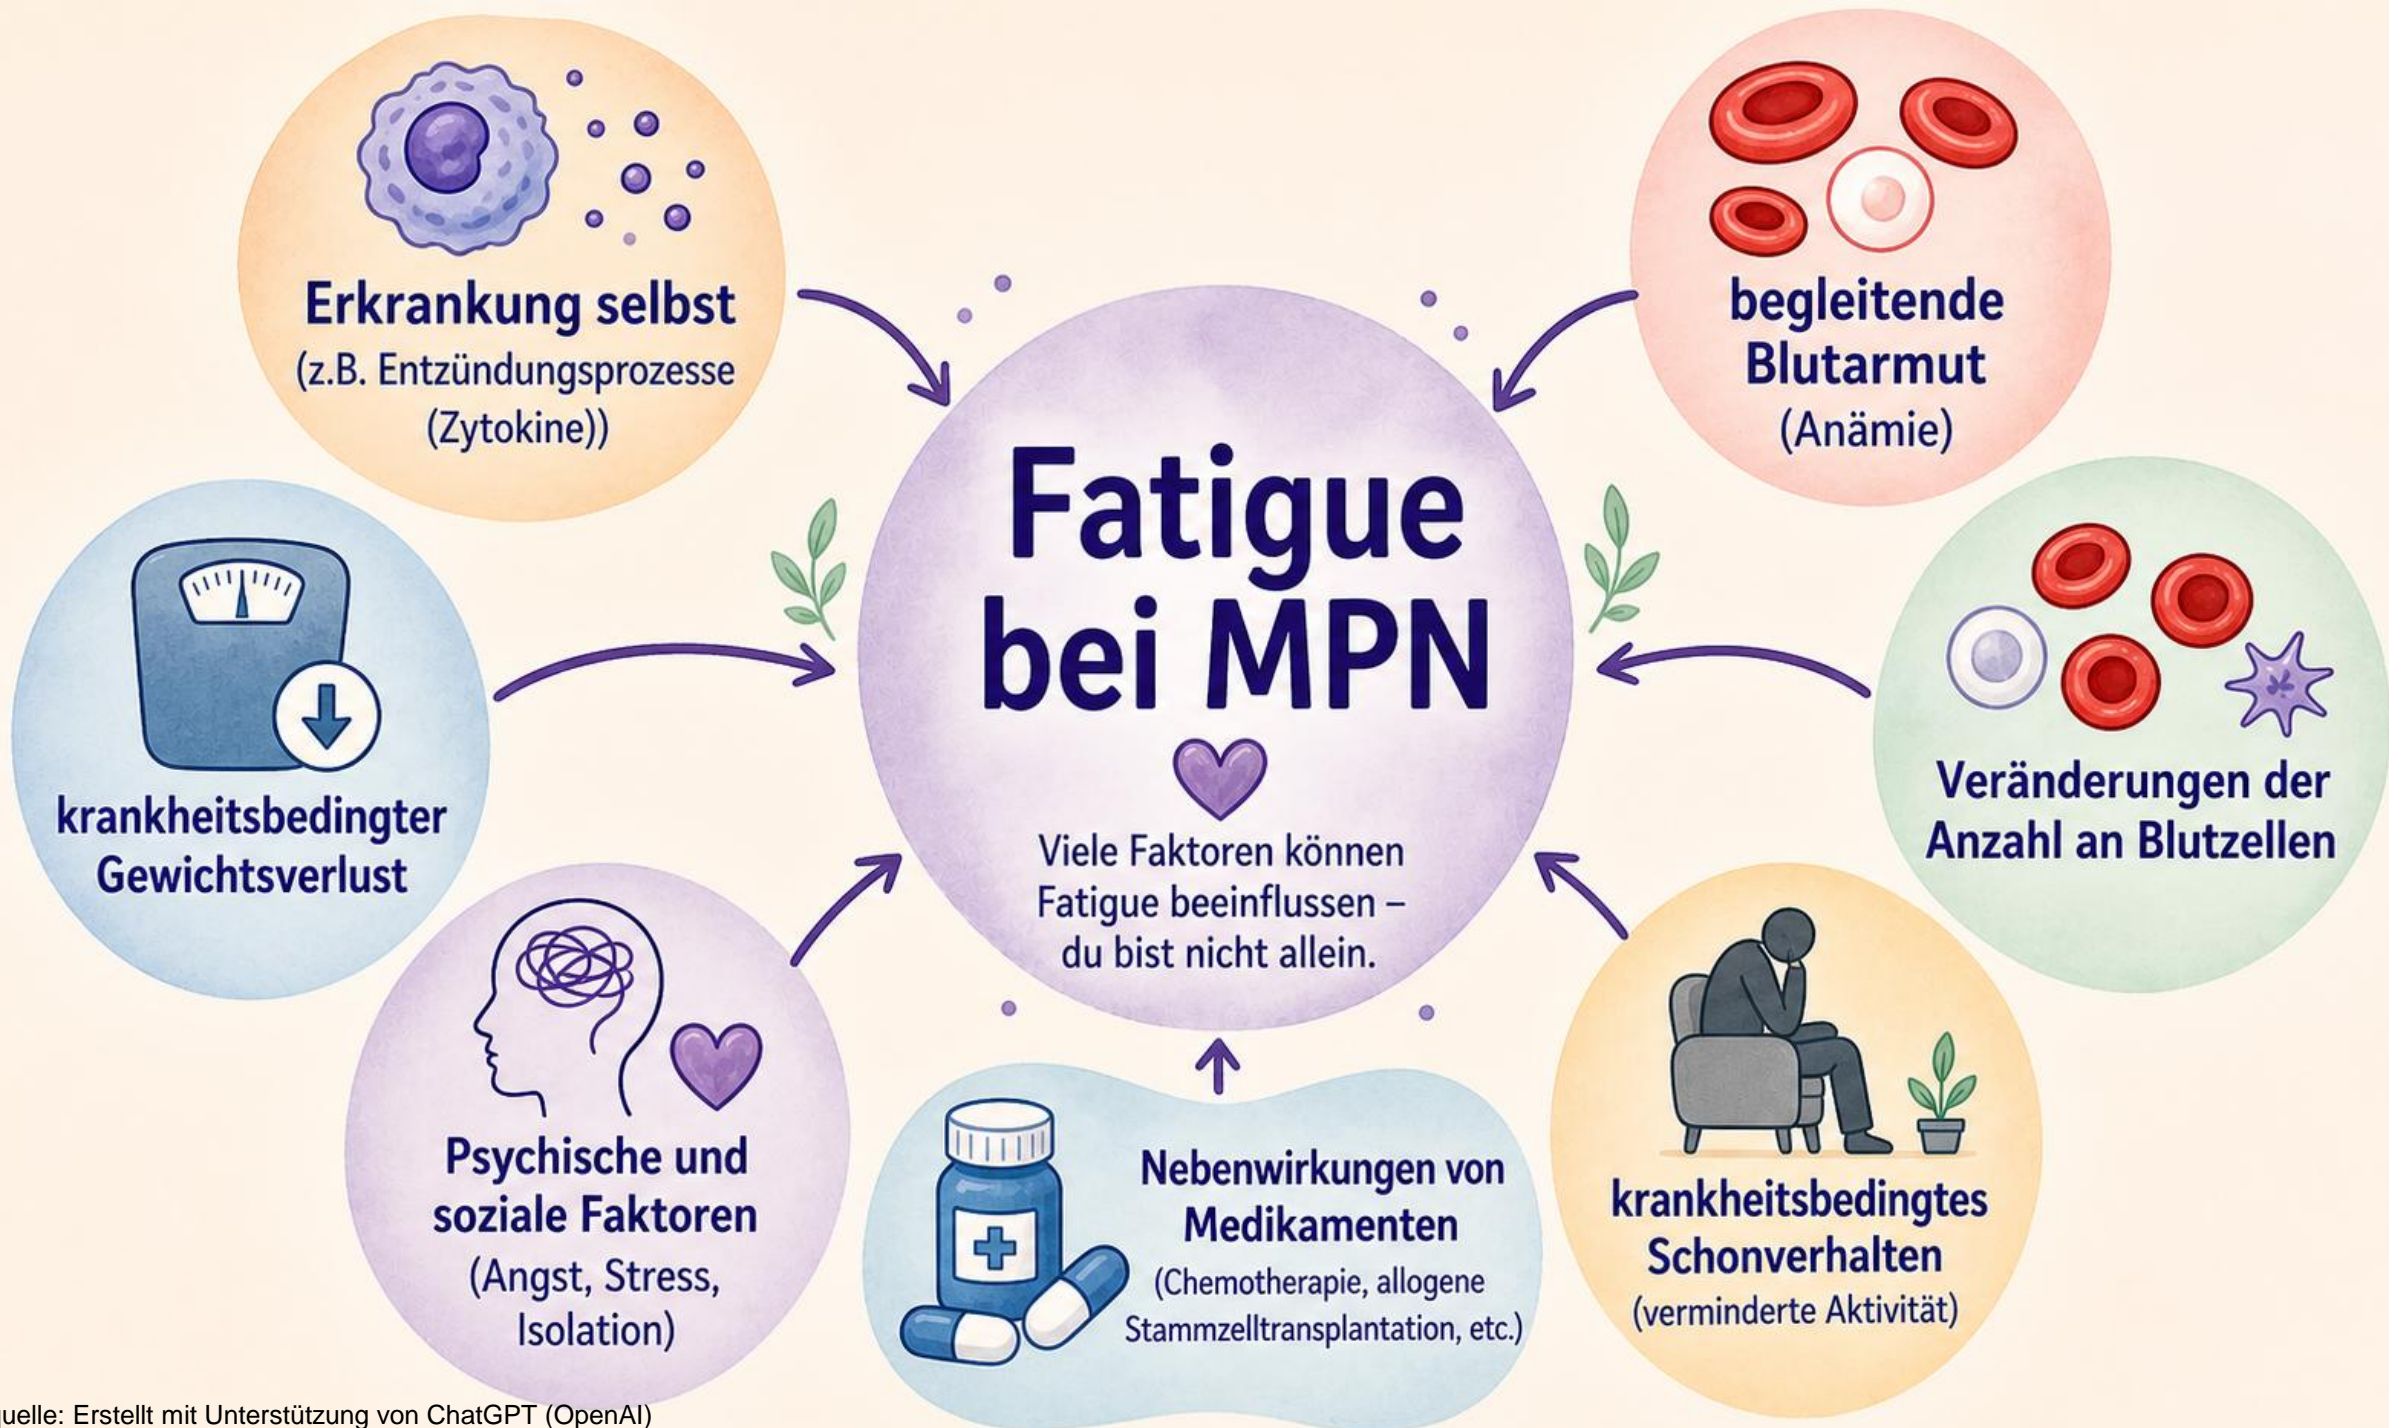 Erkrankung selbst
(z.B. Entzündungsprozesse
(Zytokine))
begleitende
Blutarmut
(Anämie)
krankheitsbedingter
Gewichtsverlust
Fatigue
bei MPN
Viele Faktoren können
Fatigue beeinflussen –
du bist nicht allein.
Veränderungen der
Anzahl an Blutzellen
Psychische und
soziale Faktoren
(Angst, Stress,
Isolation)
Nebenwirkungen von
Medikamenten
(Chemotherapie, allogene
Stammzelltransplantation, etc.)
krankheitsbedingtes
Schonverhalten
(verminderte Aktivität)
uelle: Erstellt mit Unterstützung von ChatGPT (OpenAI)